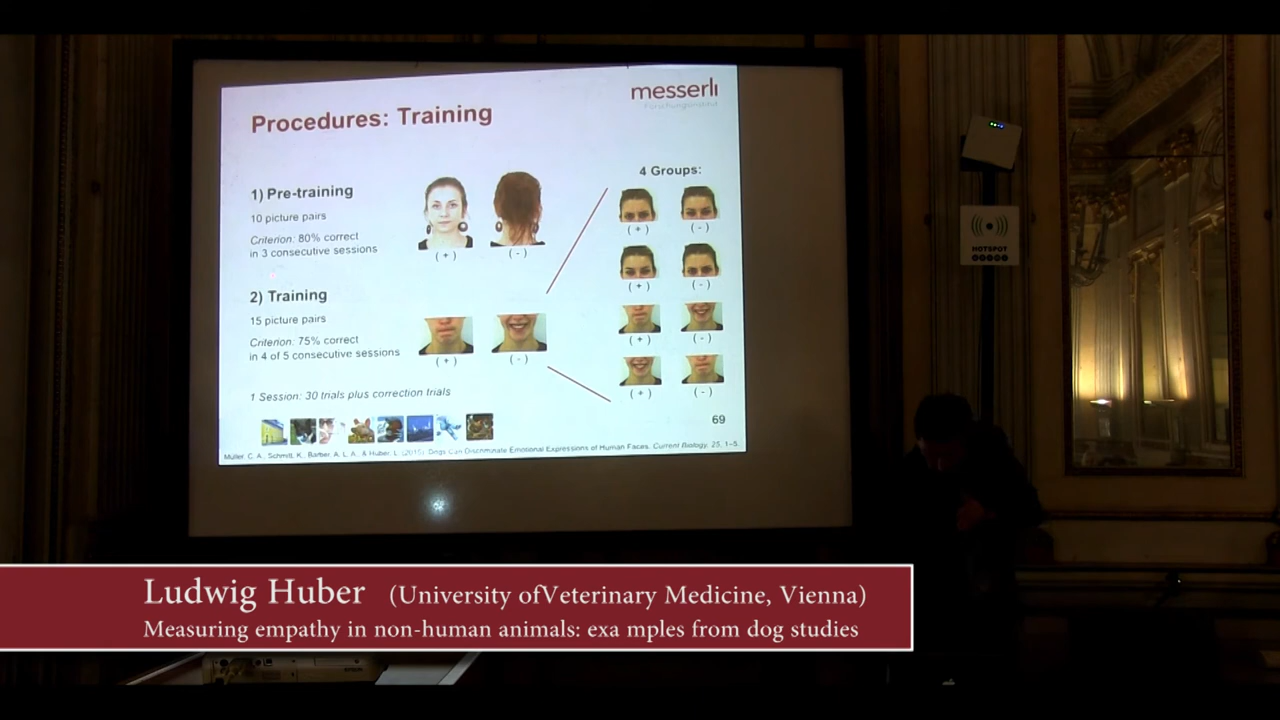 messerli
Forschungsinstitut
Procedures: Training
4 Groups:
1) Pre-training
10 picture pairs
Criterion: 80% correct
in 3 consecutive sessions
( + ) ( - )
( + ) ( - )
( + ) ( - )
2) Training
15 picture pairs
Criterion: 75% correct
in 4 of 5 consecutive sessions
( + ) ( - )
( + ) ( - )
( + ) ( - )
1 Session: 30 trials plus correction trials
69
Müller, C. A., Schmitt, K., Barber, A. L. A., & Huber, L. (2015). Dogs Can Discriminate Emotional Expressions of Human Faces. Current Biology, 25, 1–5.
HOTSPOT
Ludwig Huber (University ofVeterinary Medicine, Vienna)
Measuring empathy in non-human animals: exa mples from dog studies
EPSON